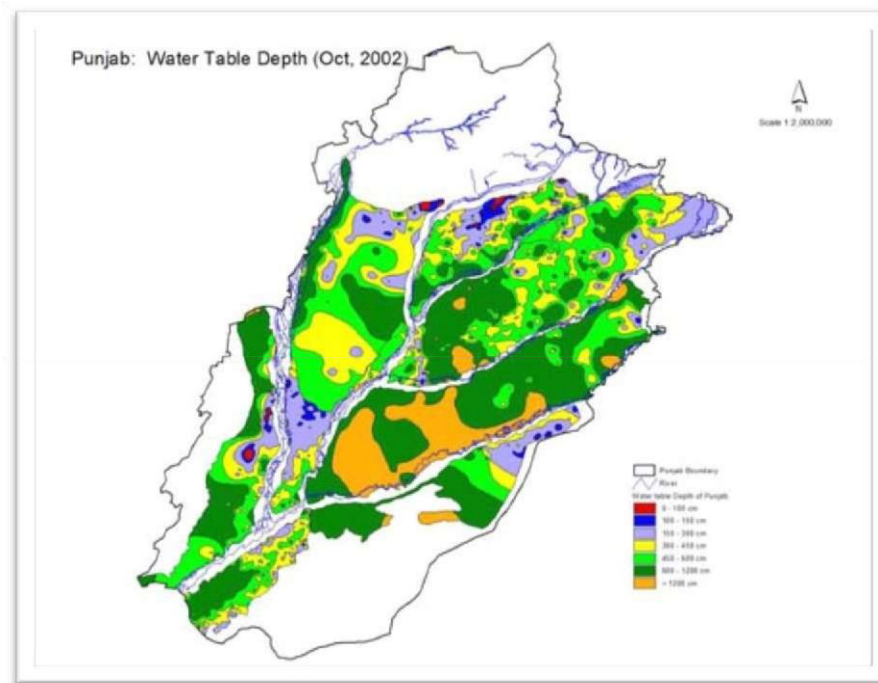 Punjab: Water Table Depth (Oct, 2002)
N
Scale 1:2,000,000
Punjab Boundary
River
Water table Depth of Punjab
0 - 100 cm
100 - 150 cm
150 - 300 cm
300 - 450 cm
450 - 600 cm
600 - 1200 cm
> 1200 cm